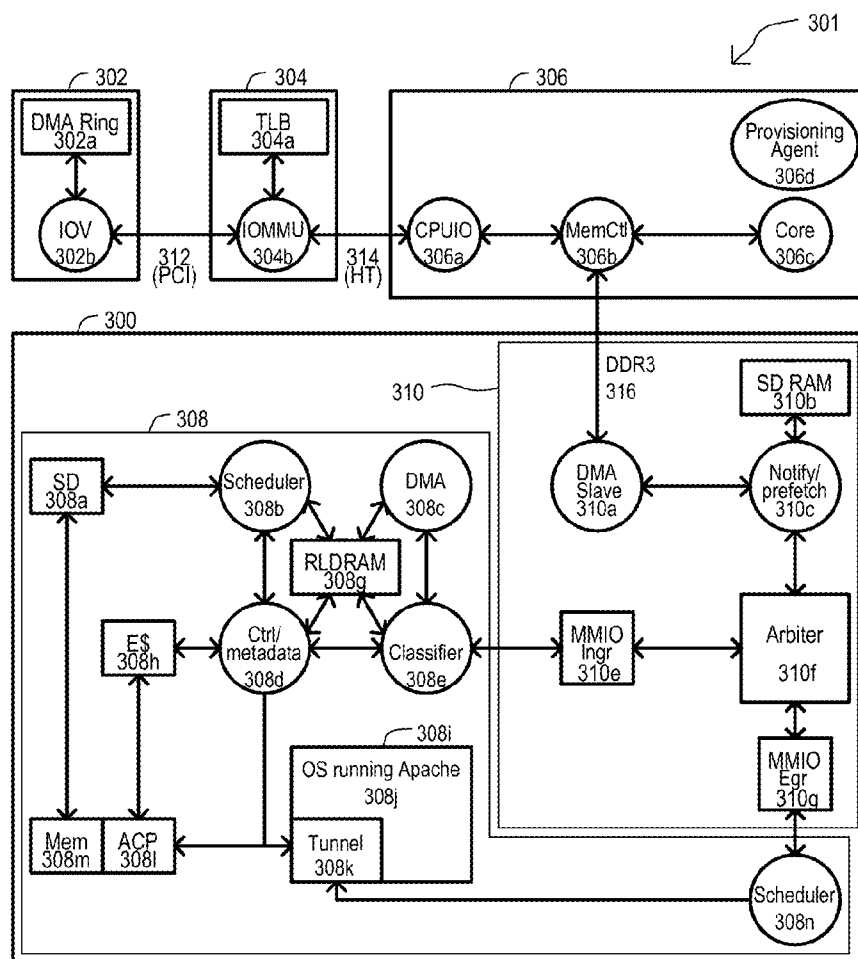 301
302
304
306
DMA Ring
302a
TLB
304a
Provisioning
Agent
306d
IOV
302b
IOMMU
304b
CPUIO
306a
MemCtl
306b
Core
306c
312
(PCI)
314
(HT)
300
308
310
DDR3
316
SD RAM
310b
SD
308a
Scheduler
308b
DMA
308c
DMA
Slave
310a
Notify/
prefetch
310c
RLDRAM
308g
E$
308h
Ctrl/
metadata
308d
Classifier
308e
MMIO
Ingr
310e
Arbiter
310f
308i
OS running Apache
308j
MMIO
Egr
310g
Mem
308m
ACP
308l
Tunnel
308k
Scheduler
308n